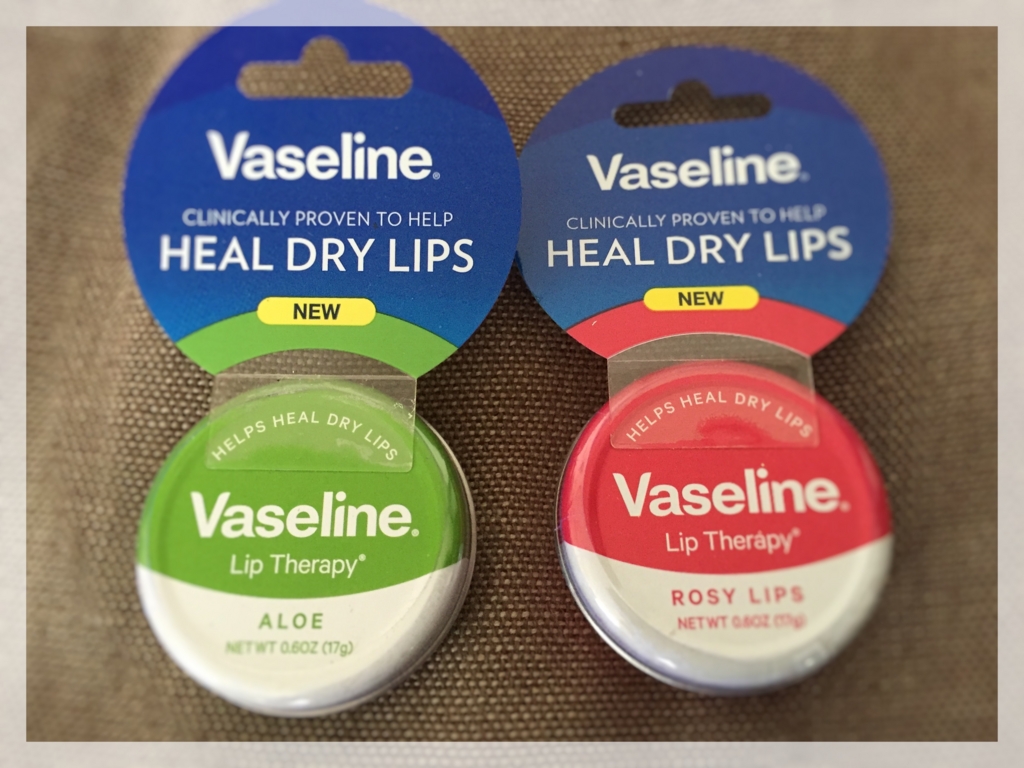 Vaseline®
CLINICALLY PROVEN TO HELP
HEAL DRY LIPS
NEW
HELPS HEAL DRY LIPS
Vaseline.
Lip Therapy®
ALOE
NET WT 0.6OZ (17g)
Vaseline®
CLINICALLY PROVEN TO HELP
HEAL DRY LIPS
NEW
HELPS HEAL DRY LIPS
Vaseline.
Lip Therapy®
ROSY LIPS
NET WT 0.6OZ (17g)